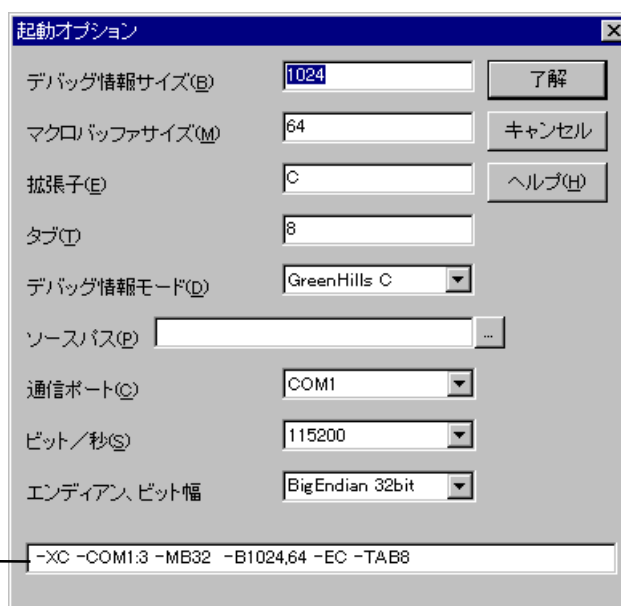 起動オプション
デバッグ情報サイズ(B) 1024 了解
マクロバッファサイズ(M) 64 キャンセル
拡張子(E) C ヘルプ(H)
タブ(T) 8
デバッグ情報モード(D) GreenHills C
ソースパス(P) ...
通信ポート(C) COM1
ビット／秒(S) 115200
エンディアン、ビット幅 BigEndian 32bit
-XC -COM1:3 -MB32 -B1024,64 -EC -TAB8